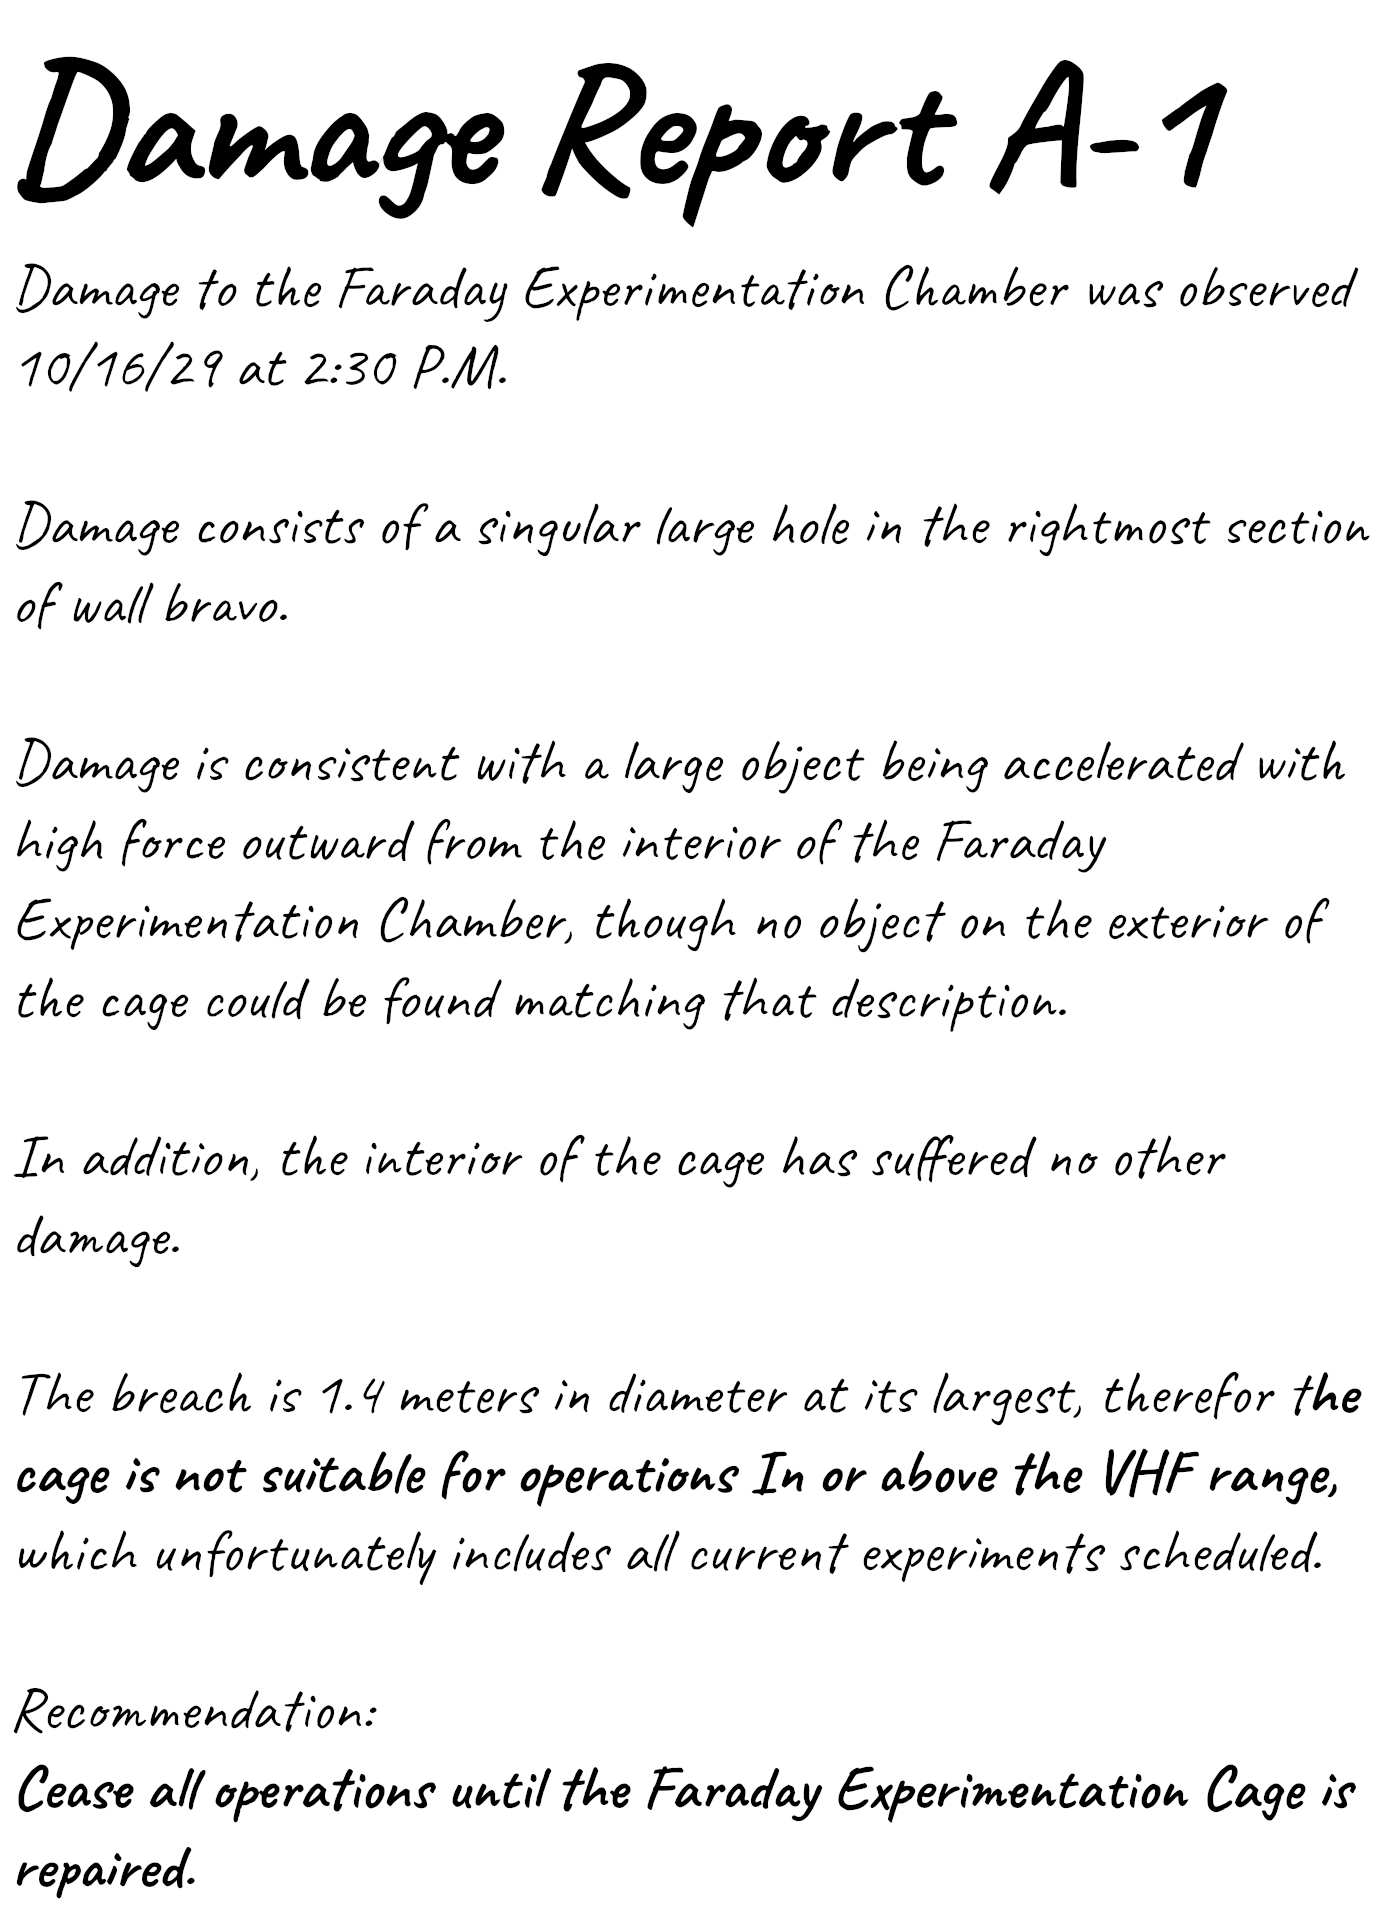 Damage Report A-1
Damage to the Faraday Experimentation Chamber was observed
10/16/29 at 2:30 P.M.
Damage consists of a singular large hole in the rightmost section
of wall bravo.
Damage is consistent with a large object being accelerated with
high force outward from the interior of the Faraday
Experimentation Chamber, though no object on the exterior of
the cage could be found matching that description.
In addition, the interior of the cage has suffered no other
damage.
The breach is 1.4 meters in diameter at its largest, therefor the
cage is not suitable for operations In or above the VHF range,
which unfortunately includes all current experiments scheduled.
Recommendation:
Cease all operations until the Faraday Experimentation Cage is
repaired.